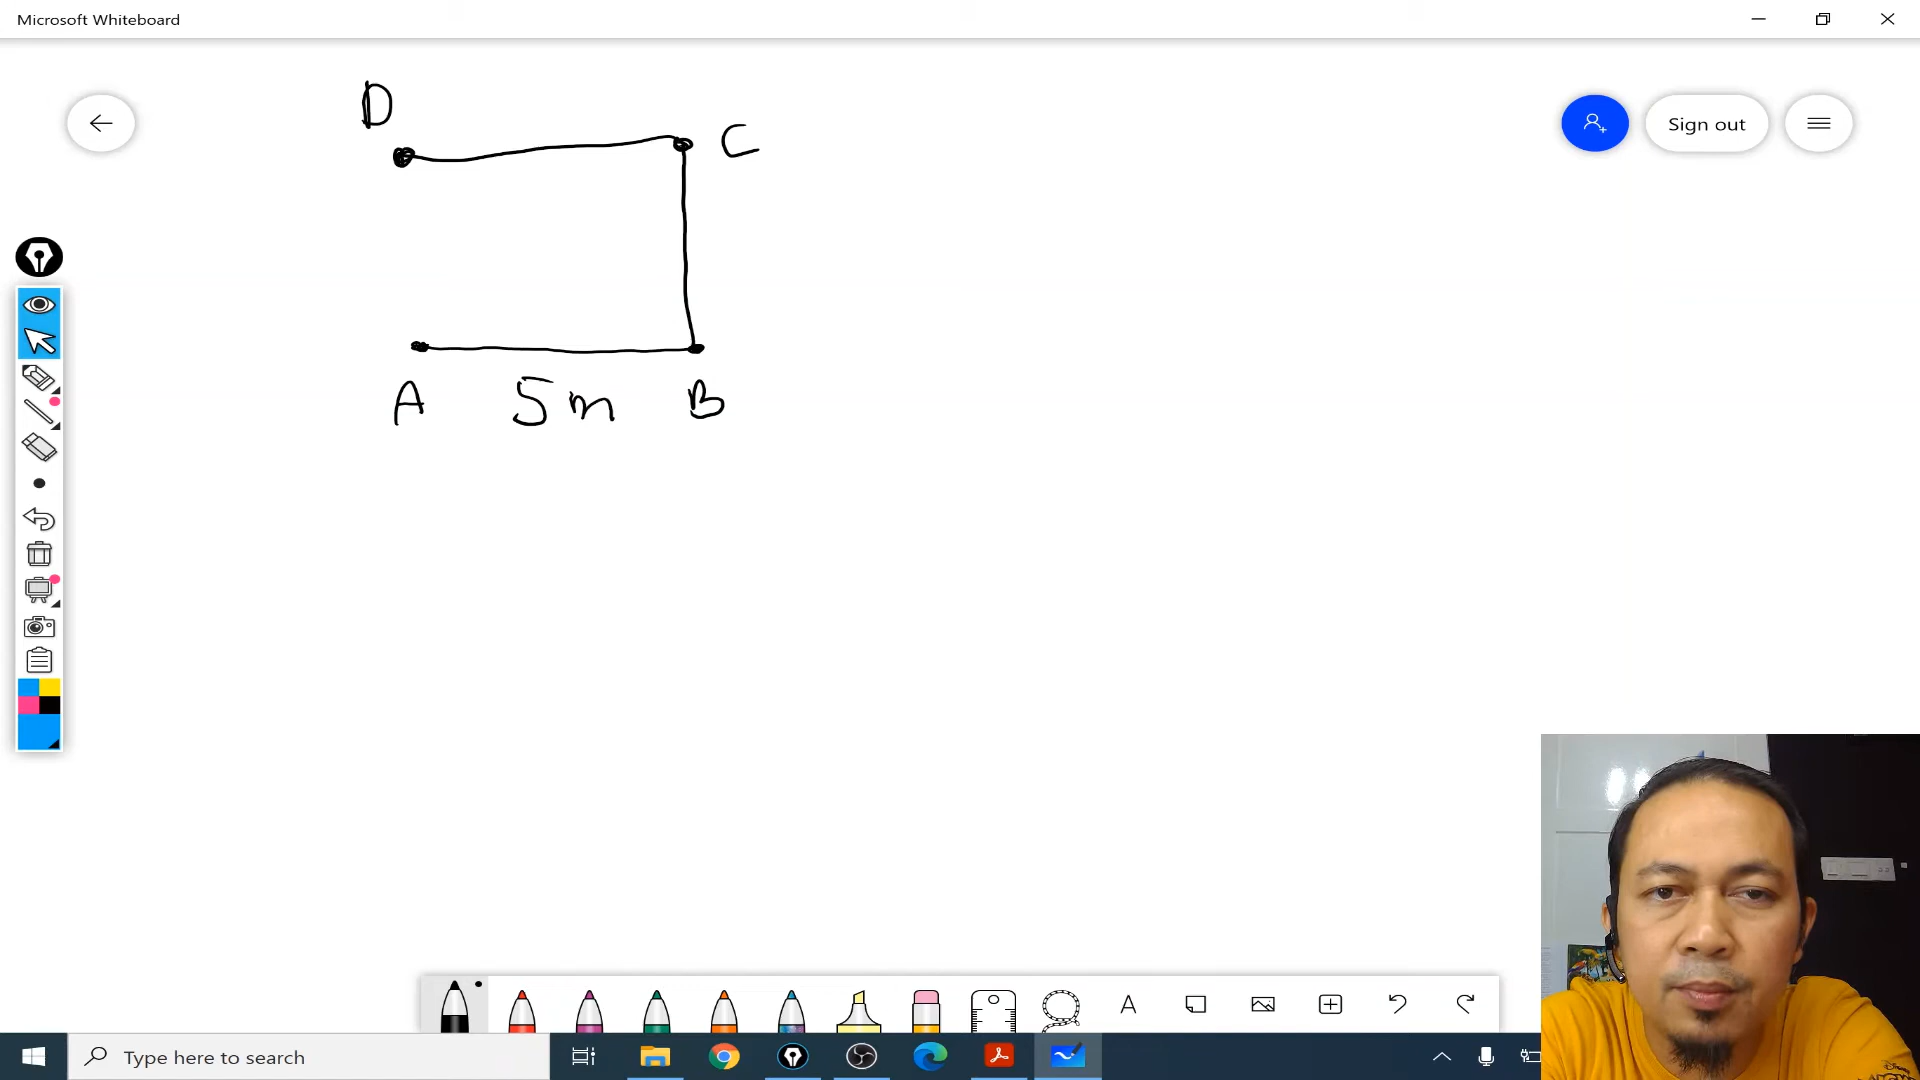 Microsoft Whiteboard
D
C
Sign out
A 5m B
A
Type here to search